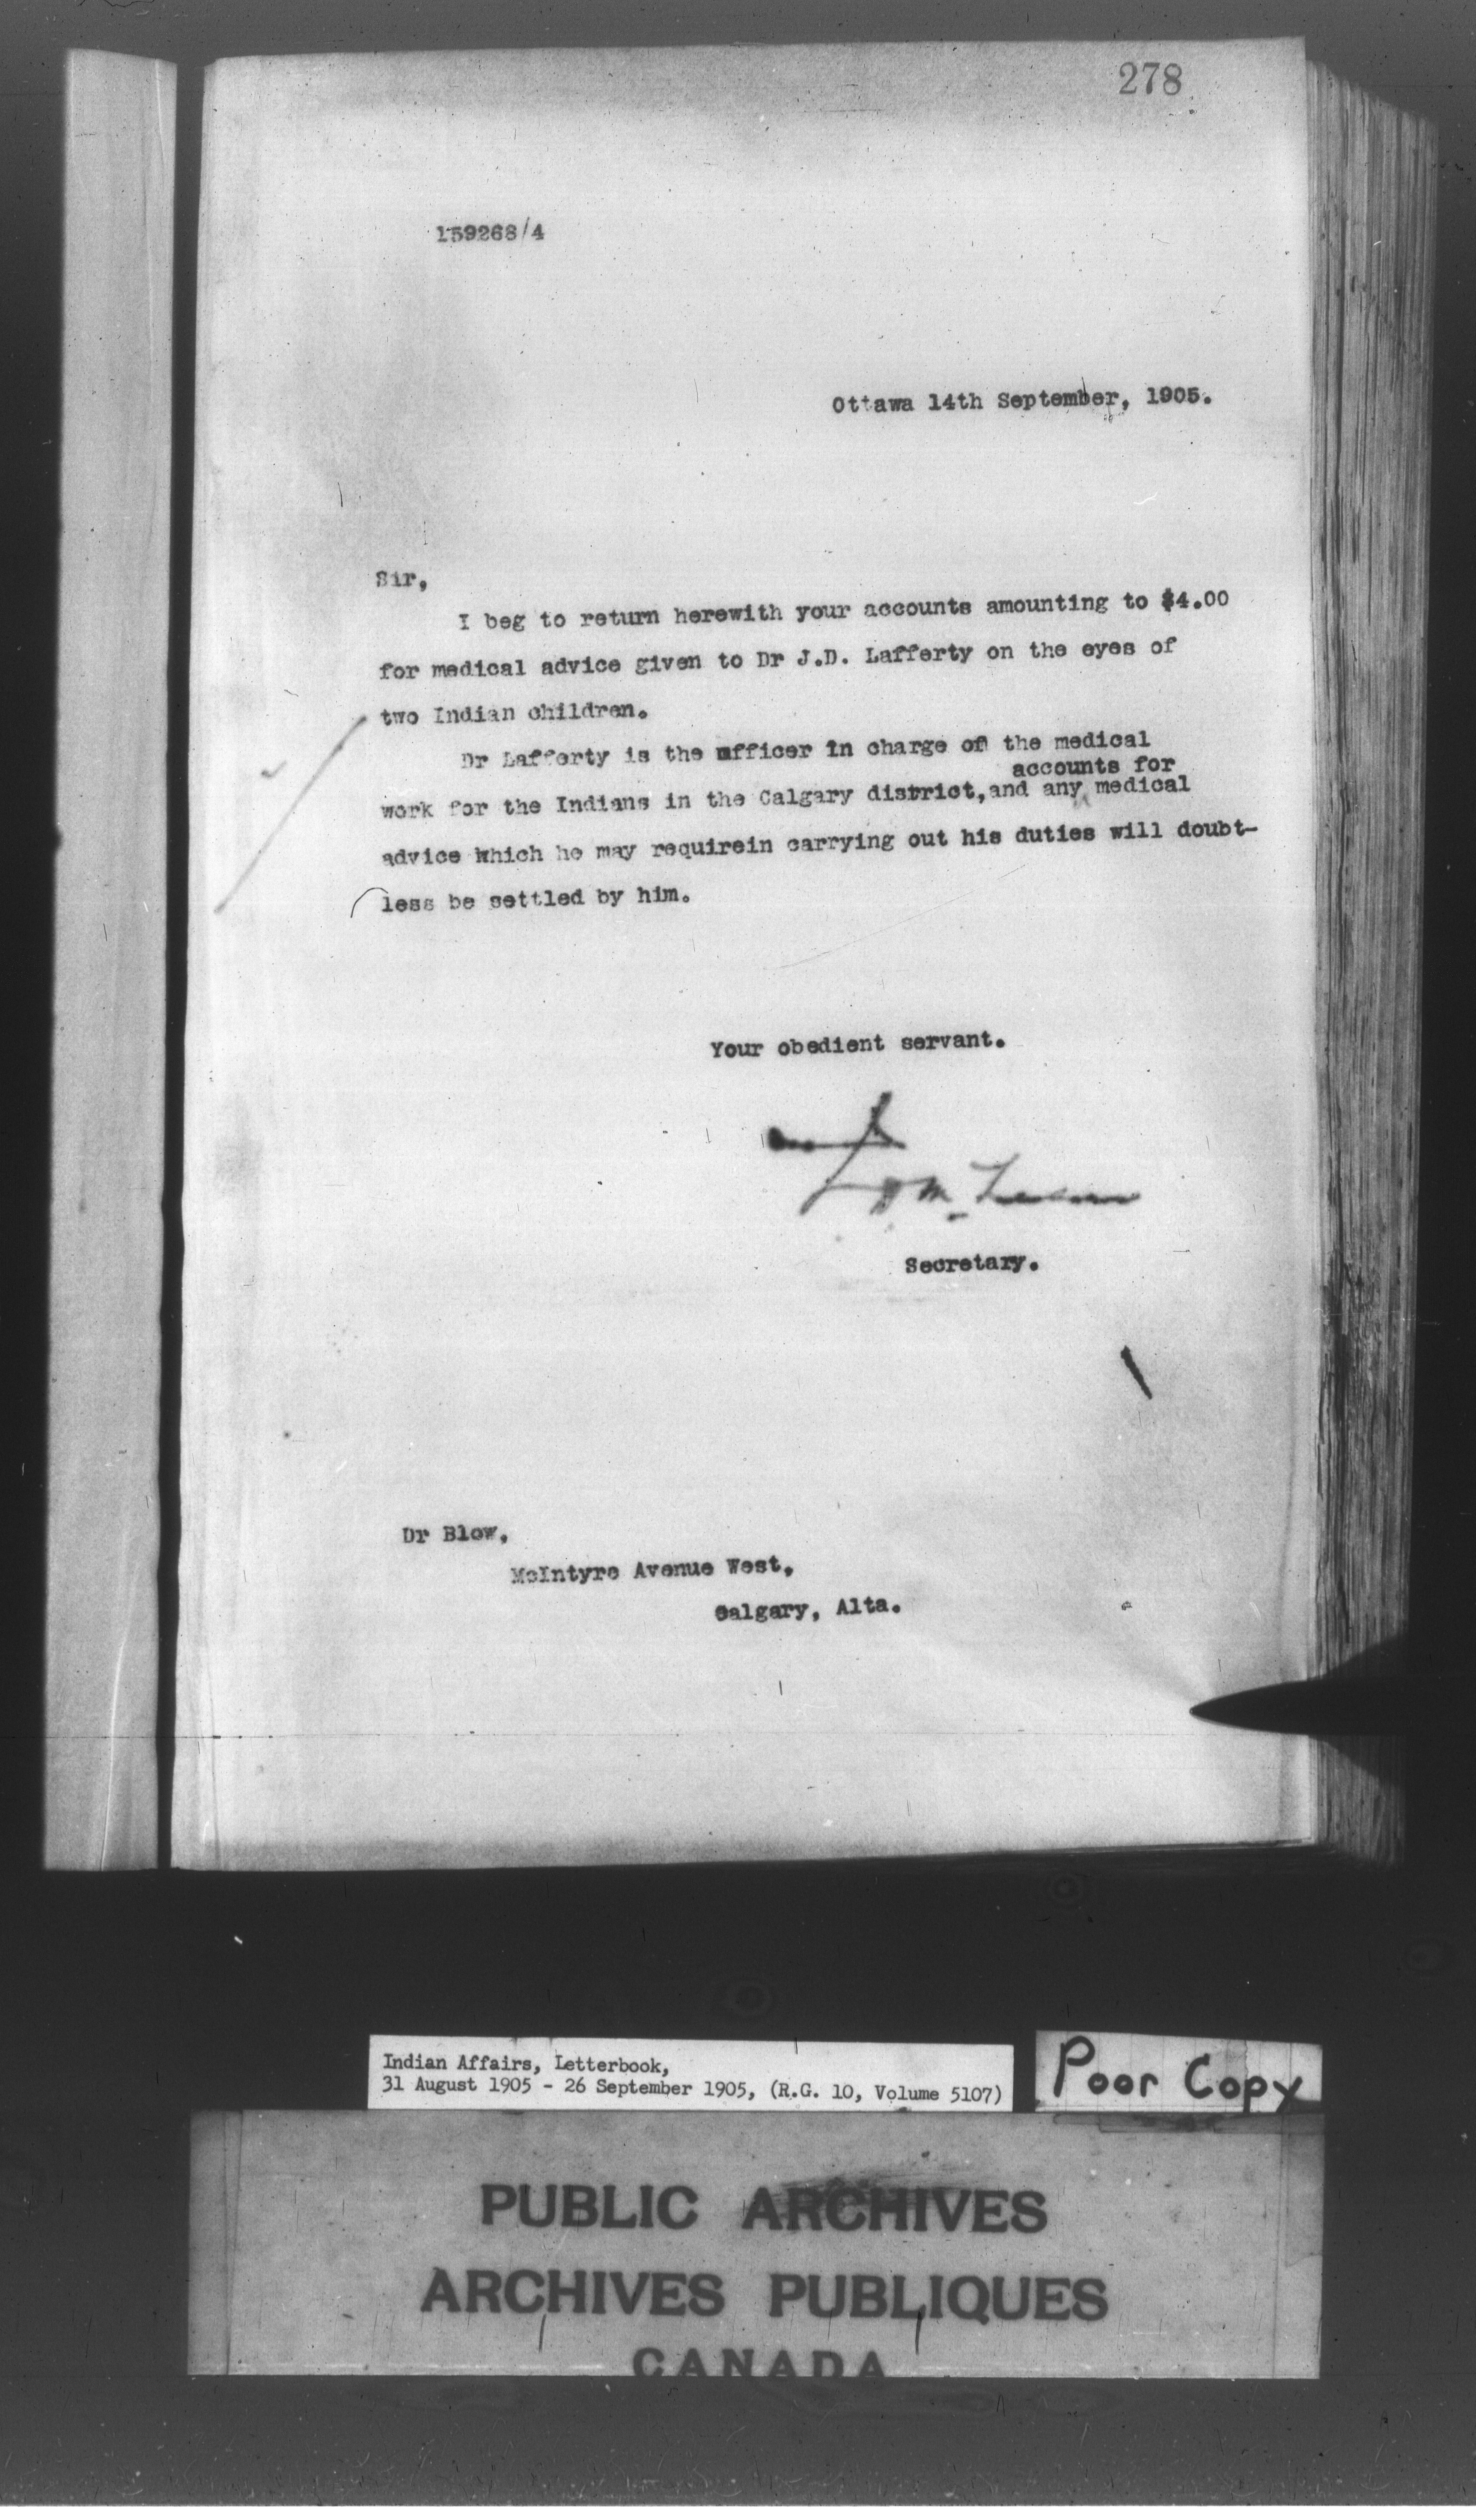 278
159268/4
Ottawa 14th September, 1905.
Sir,
I beg to return herewith your accounts amounting to $4.00
for medical advice given to Dr J.D. Lafferty on the eyes of
two Indian children.
Dr Lafferty is the officer in charge of the medical
accounts for
work for the Indians in the Calgary district, and any medical
advice which he may requirein carrying out his duties will doubt-
less be settled by him.
Your obedient servant.
Secretary.
Dr Blow,
McIntyre Avenue West,
Calgary, Alta.
Indian Affairs, Letterbook,
31 August 1905 - 26 September 1905, (R.G. 10, Volume 5107)
Poor Copy
PUBLIC ARCHIVES
ARCHIVES PUBLIQUES
CANADA